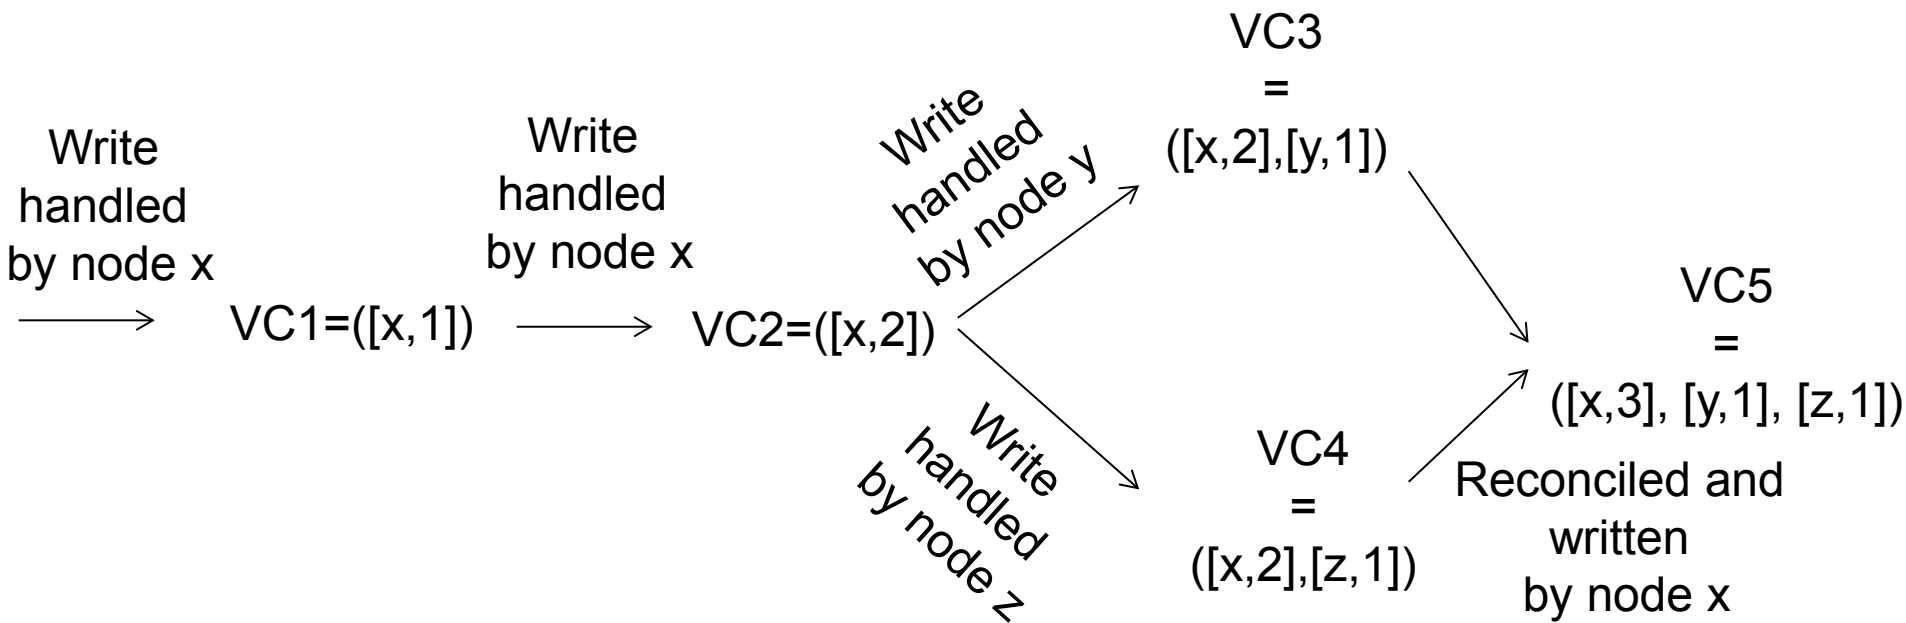 Write
handled
by node x
VC1=([x,1])
Write
handled
by node x
VC2=([x,2])
Write
handled
by node y
VC3
=
([x,2],[y,1])
Write
handled
by node z
VC4
=
([x,2],[z,1])
VC5
=
([x,3], [y,1], [z,1])
Reconciled and
written
by node x